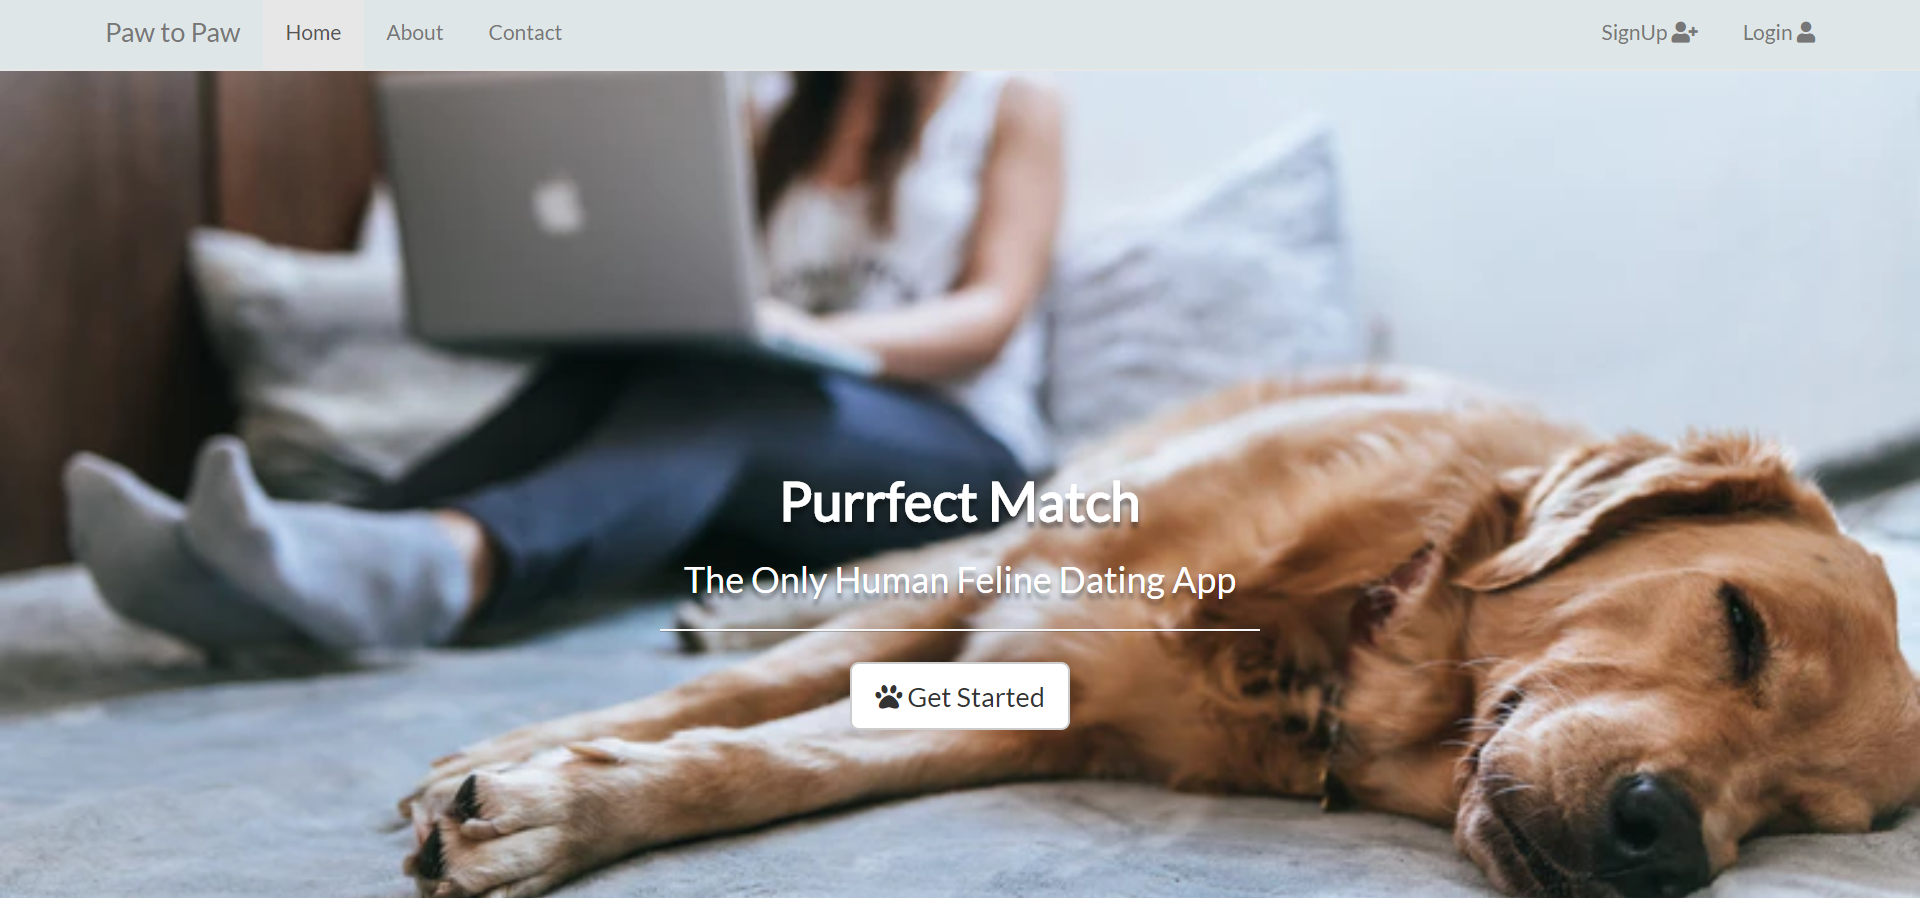 Paw to Paw Home About Contact SignUp Login
Purrfect Match
The Only Human Feline Dating App
Get Started